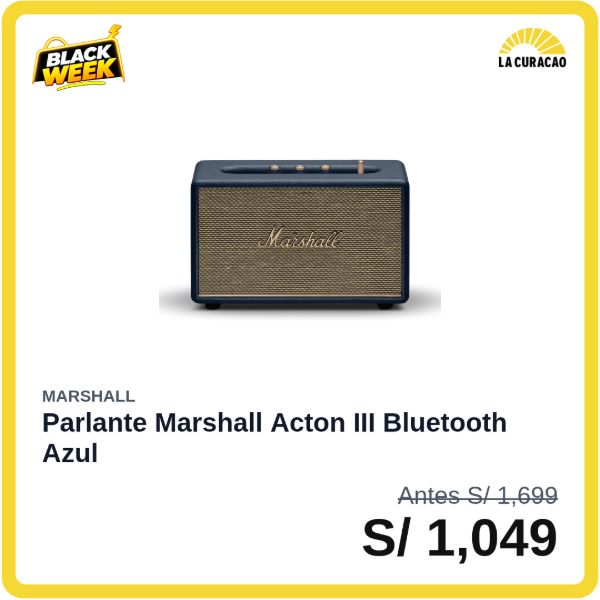 BLACK
WEEK
LA CURACAO
Marshall
MARSHALL
Parlante Marshall Acton III Bluetooth
Azul
Antes S/ 1,699
S/ 1,049